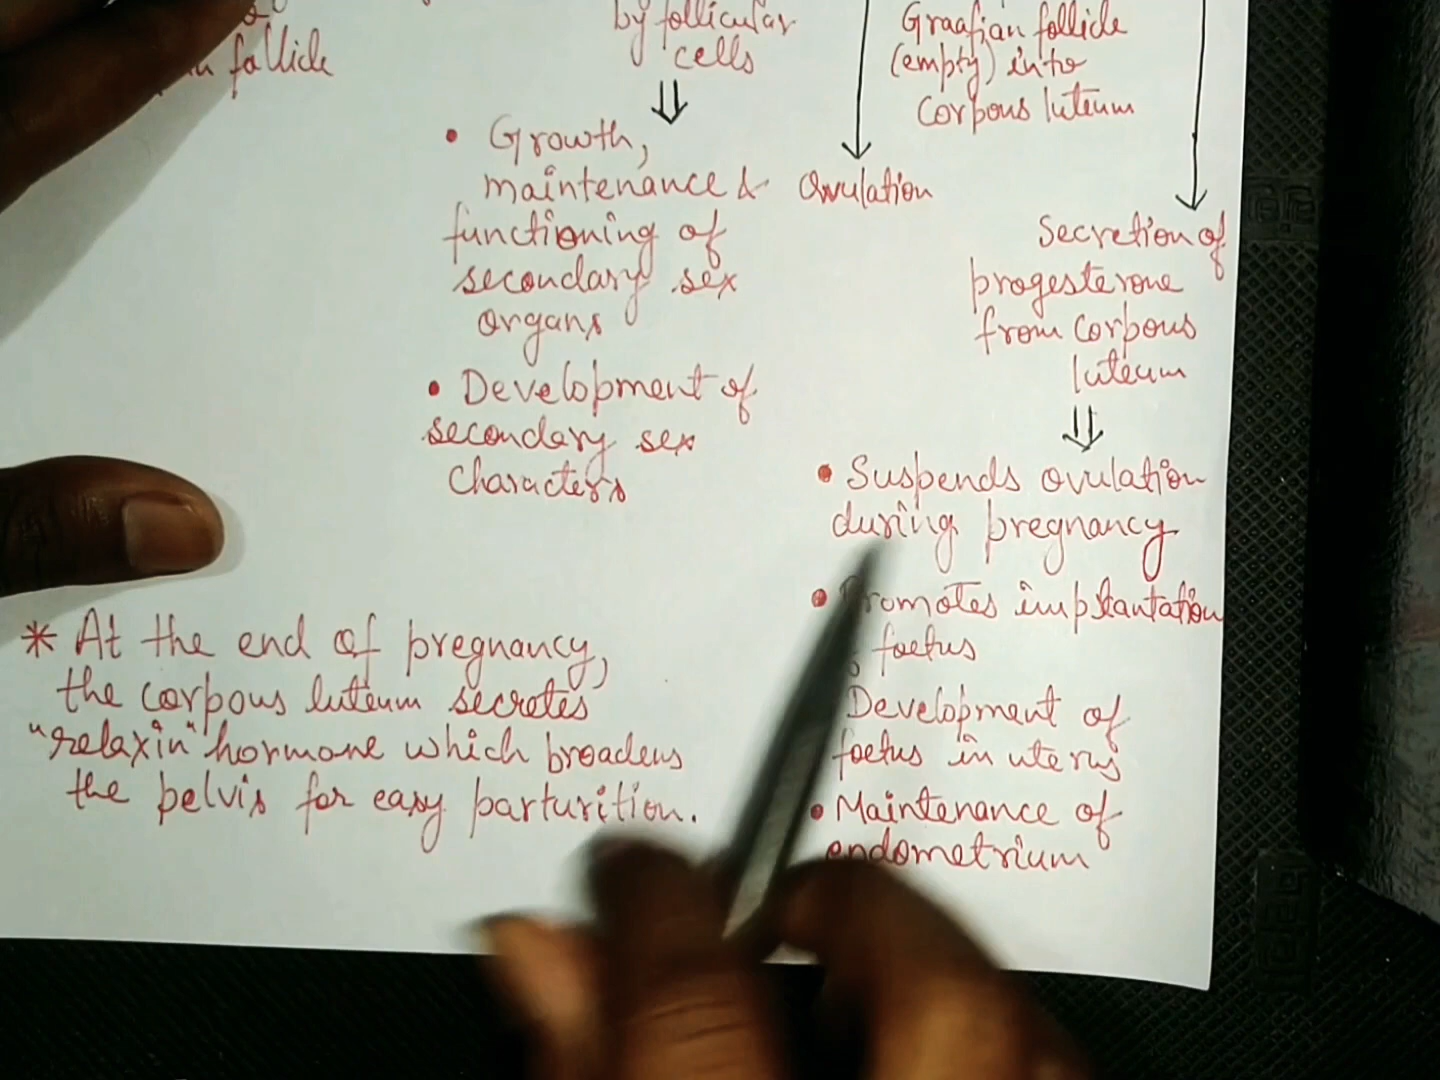 follicle
by follicular
cells
⇓
• Growth,
maintenance &
functioning of
secondary sex
organs
• Development of
secondary sex
characters
Ovulation
Graafian follicle
(empty) into
Corpous luteum
Secretion of
progesterone
from corpous
luteum
⇓
• Suspends ovulation
during pregnancy
• Promotes implantation
foetus
Development of
foetus in uterus
• Maintenance of
endometrium
* At the end of pregnancy,
the corpous luteum secretes
"relaxin" hormone which broadens
the pelvis for easy parturition.